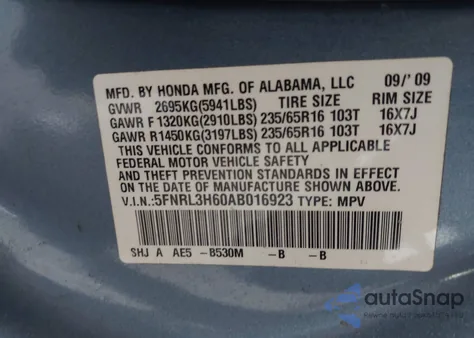 MFD. BY HONDA MFG. OF ALABAMA, LLC 09/' 09
GVWR 2695KG(5941LBS) TIRE SIZE RIM SIZE
GAWR F 1320KG(2910LBS) 235/65R16 103T 16X7J
GAWR R1450KG(3197LBS) 235/65R16 103T 16X7J
THIS VEHICLE CONFORMS TO ALL APPLICABLE
FEDERAL MOTOR VEHICLE SAFETY
AND THEFT PREVENTION STANDARDS IN EFFECT
ON THE DATE OF MANUFACTURE SHOWN
ABOVE.
V.I.N.:5FNRL3H60AB016923 TYPE: MPV
SHJ A AE5 -B530M -B -B
autoSnap